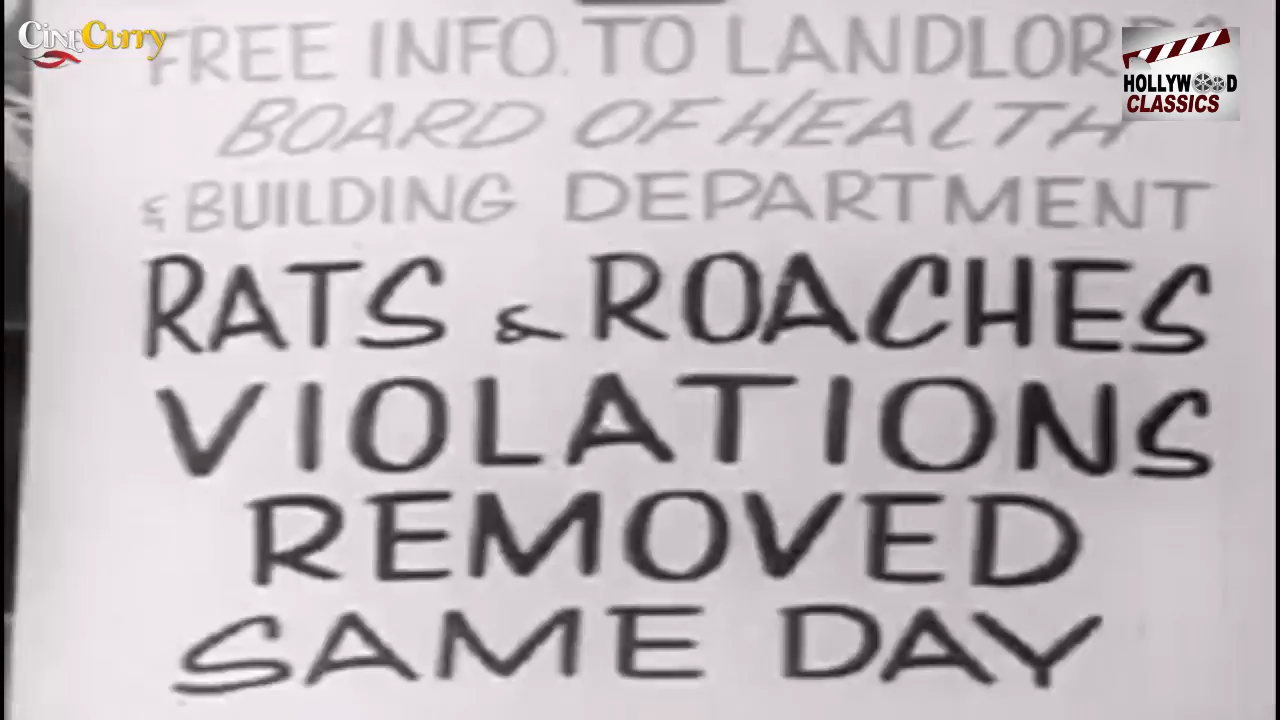 CINECURRY
FREE INFO. TO LANDLORDS
HOLLYWOOD
CLASSICS
BOARD OF HEALTH
& BUILDING DEPARTMENT
RATS & ROACHES
VIOLATIONS
REMOVED
SAME DAY